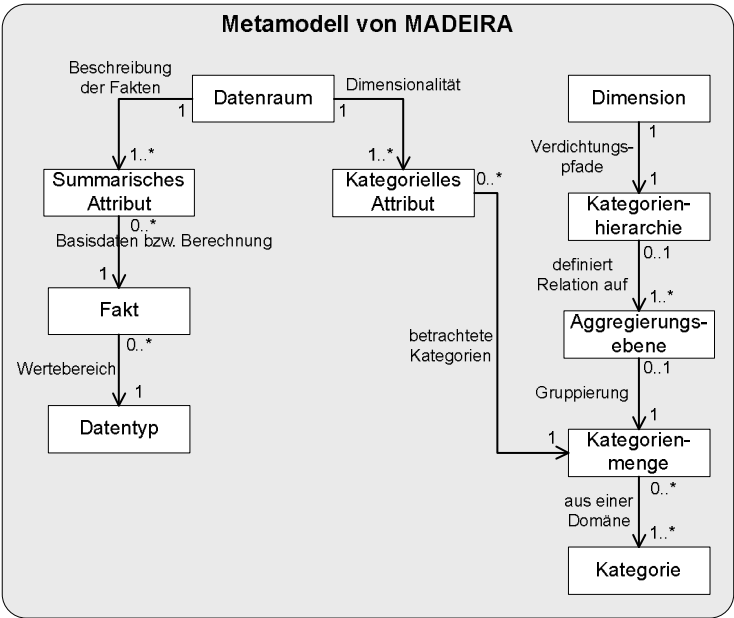 Metamodell von MADEIRA
Beschreibung
der Fakten
Datenraum
Dimensionalität
Dimension
1
1
1
Verdichtungs-
pfade
1..*
1..*
0..*
1
Summarisches
Attribut
Kategorielles
Attribut
Kategorien-
hierarchie
0..*
Basisdaten bzw. Berechnung
0..1
definiert
Relation auf
1
1..*
Fakt
Aggregierungs-
ebene
0..*
betrachtete
Kategorien
0..1
Wertebereich
Gruppierung
1
1
Datentyp
1
Kategorien-
menge
0..*
aus einer
Domäne
1..*
Kategorie